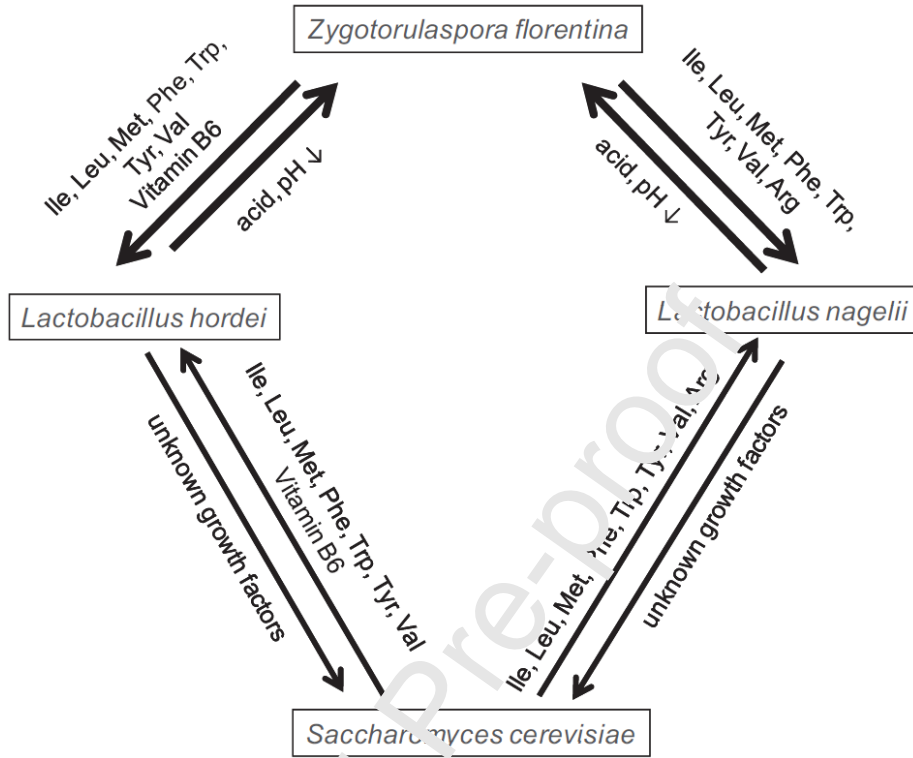 Zygotorulaspora florentina
Ile, Leu, Met, Phe, Trp,
Tyr, Val
Vitamin B6
acid, pH ↓
acid, pH ↓
Ile, Leu, Met, Phe, Trp,
Tyr, Val, Arg
Lactobacillus hordei
Lactobacillus nagelii
unknown growth factors
Ile, Leu, Met, Phe, Trp, Tyr, Val
Vitamin B6
Ile, Leu, Met, Phe, Trp, Tyr, Val, Arg
unknown growth factors
Pre-proof
Saccharomyces cerevisiae